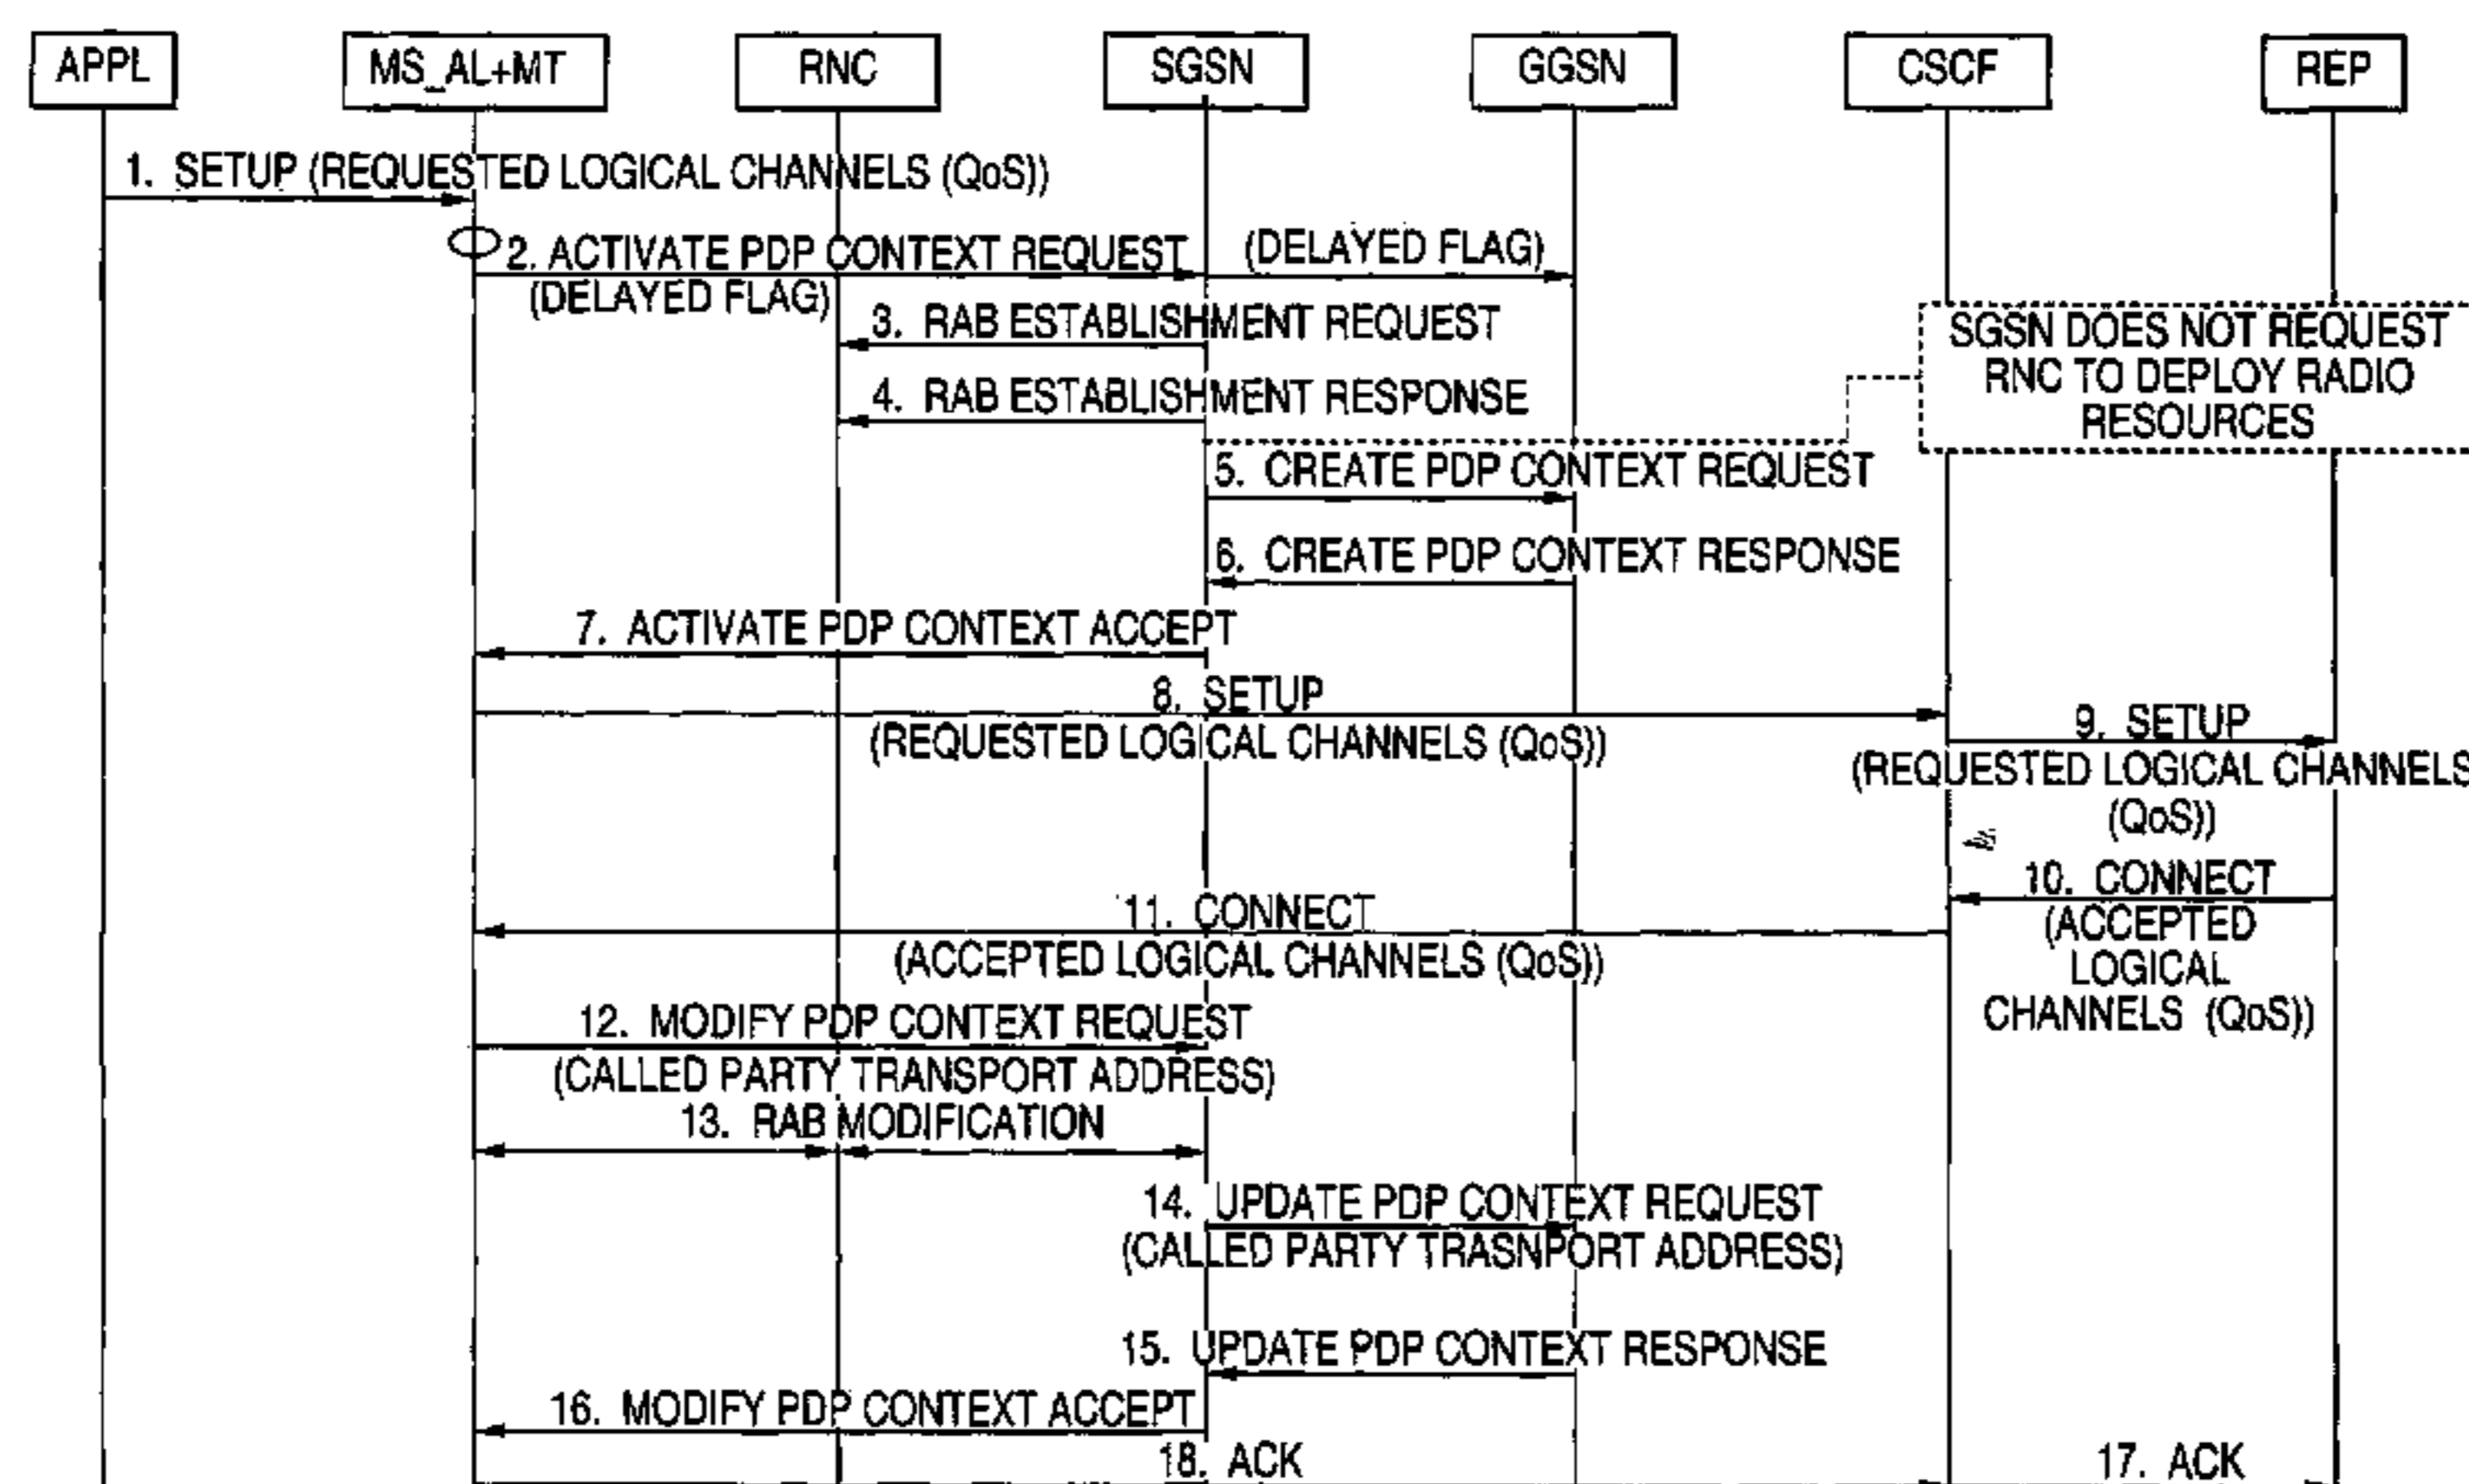 APPL
MS_AL+MT
RNC
SGSN
GGSN
CSCF
REP
1. SETUP (REQUESTED LOGICAL CHANNELS (QoS))
2. ACTIVATE PDP CONTEXT REQUEST
(DELAYED FLAG)
(DELAYED FLAG)
3. RAB ESTABLISHMENT REQUEST
SGSN DOES NOT REQUEST
RNC TO DEPLOY RADIO
RESOURCES
4. RAB ESTABLISHMENT RESPONSE
5. CREATE PDP CONTEXT REQUEST
6. CREATE PDP CONTEXT RESPONSE
7. ACTIVATE PDP CONTEXT ACCEPT
8. SETUP
(REQUESTED LOGICAL CHANNELS (QoS))
9. SETUP
(REQUESTED LOGICAL CHANNELS
(QoS))
10. CONNECT
(ACCEPTED
LOGICAL
CHANNELS (QoS))
11. CONNECT
(ACCEPTED LOGICAL CHANNELS (QoS))
12. MODIFY PDP CONTEXT REQUEST
(CALLED PARTY TRANSPORT ADDRESS)
13. RAB MODIFICATION
14. UPDATE PDP CONTEXT REQUEST
(CALLED PARTY TRASNPORT ADDRESS)
15. UPDATE PDP CONTEXT RESPONSE
16. MODIFY PDP CONTEXT ACCEPT
18. ACK
17. ACK